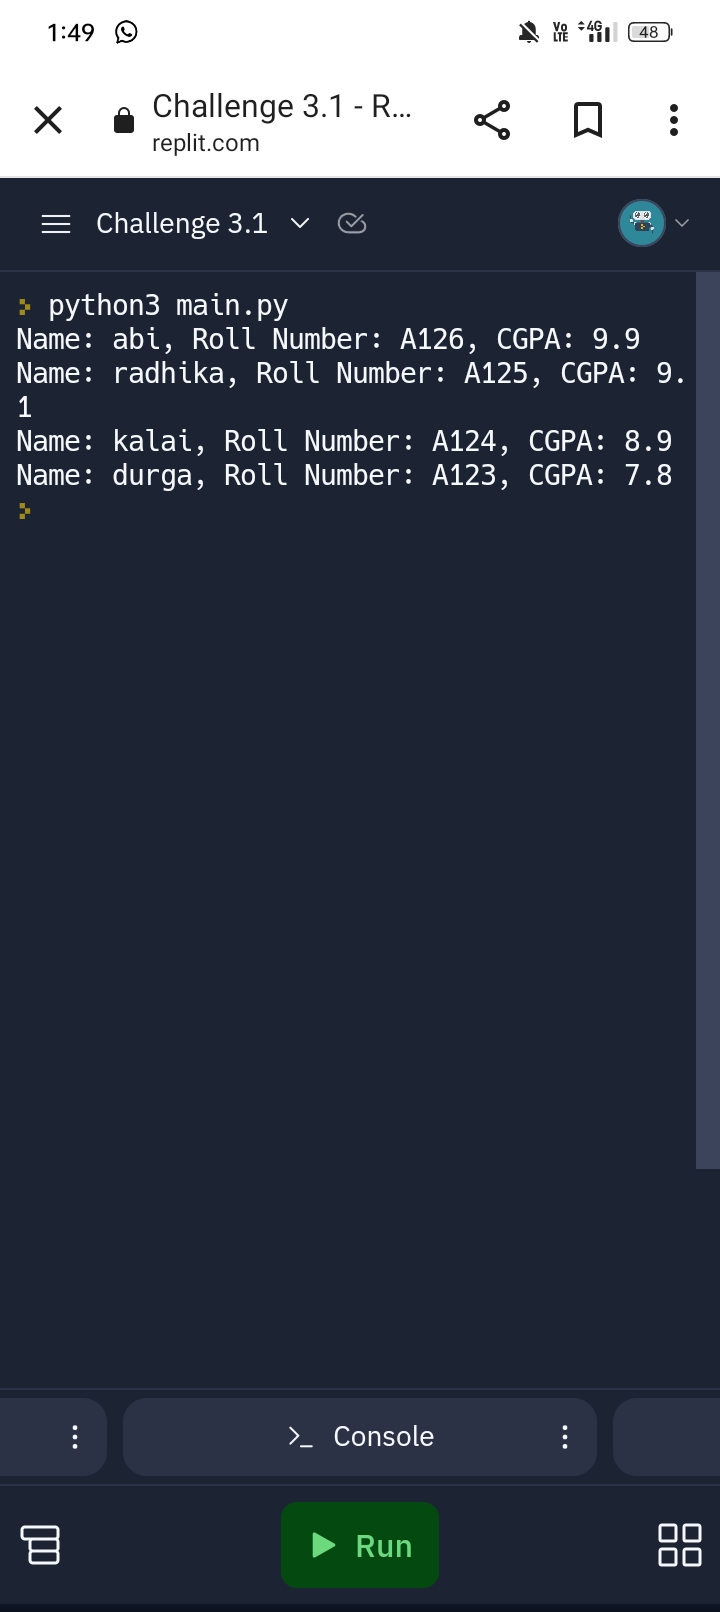 1:49
Vo
LTE
4G
48
Challenge 3.1 - R...
replit.com
Challenge 3.1
python3 main.py
Name: abi, Roll Number: A126, CGPA: 9.9
Name: radhika, Roll Number: A125, CGPA: 9.
1
Name: kalai, Roll Number: A124, CGPA: 8.9
Name: durga, Roll Number: A123, CGPA: 7.8
Console
Run